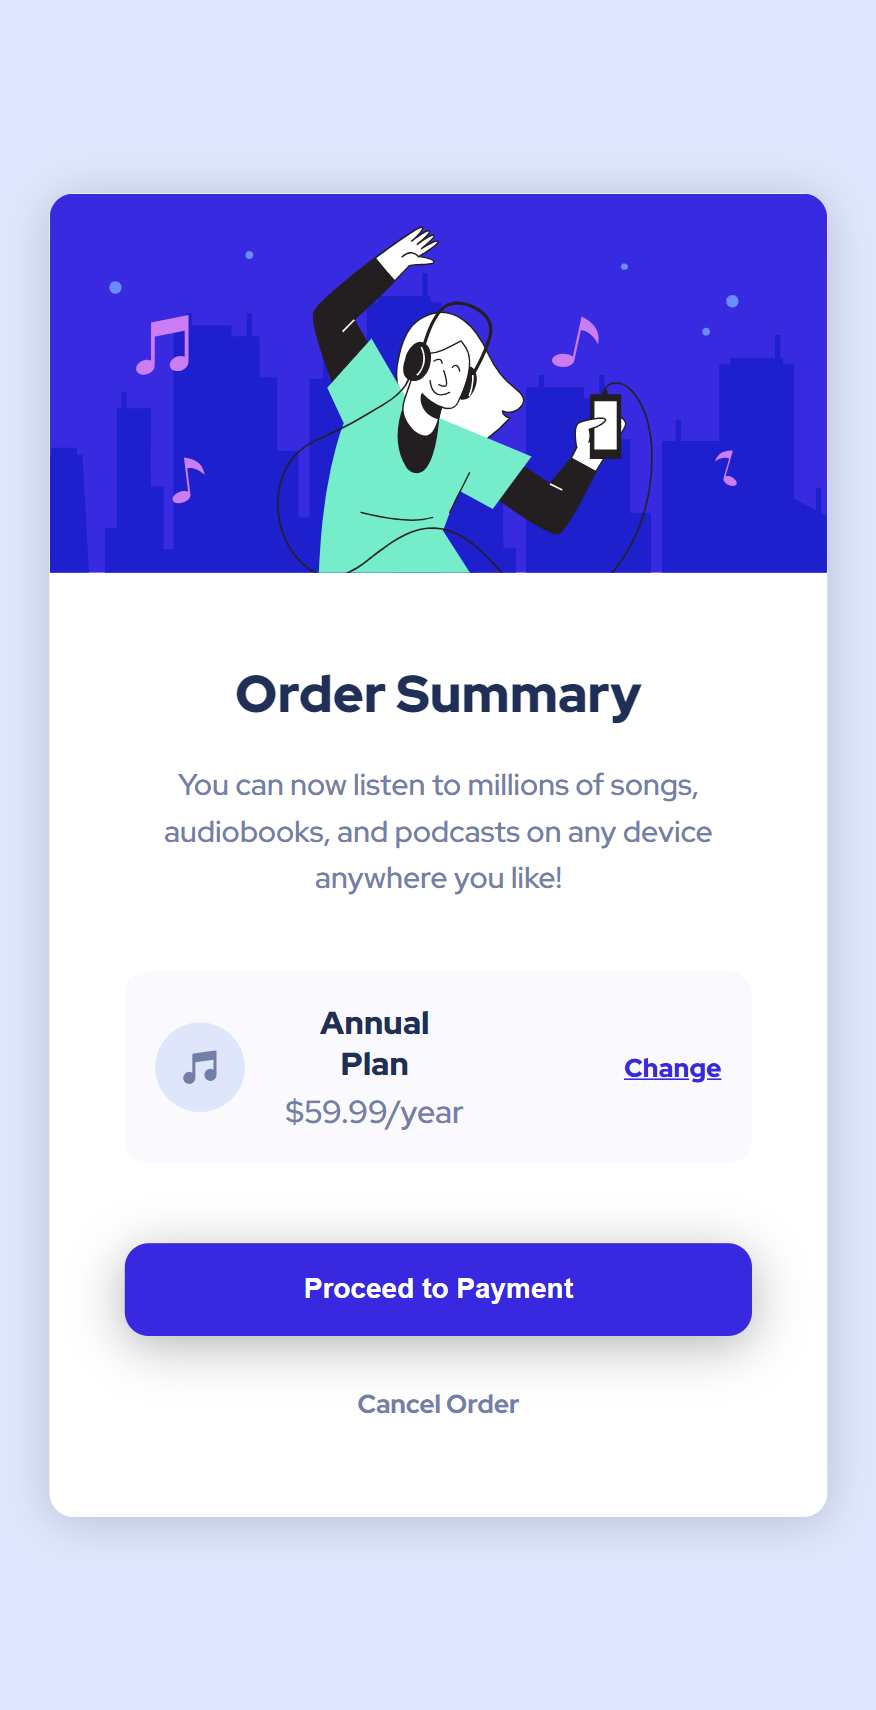 Order Summary
You can now listen to millions of songs,
audiobooks, and podcasts on any device
anywhere you like!
Annual
Plan
$59.99/year
Change
Proceed to Payment
Cancel Order